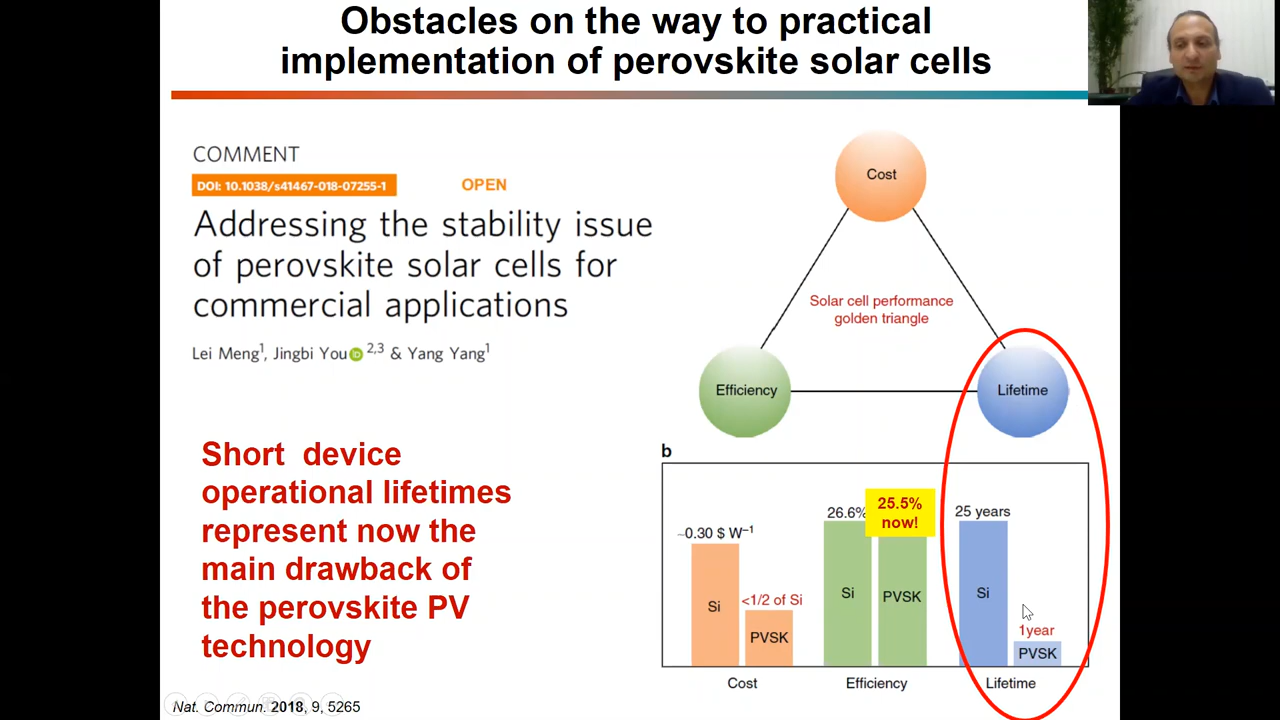 Obstacles on the way to practical
implementation of perovskite solar cells
COMMENT
DOI: 10.1038/s41467-018-07255-1 OPEN
Addressing the stability issue
of perovskite solar cells for
commercial applications
Lei Meng1, Jingbi You iD 2,3 & Yang Yang1
Short device
operational lifetimes
represent now the
main drawback of
the perovskite PV
technology
Nat. Commun. 2018, 9, 5265
Cost
Solar cell performance
golden triangle
Efficiency
Lifetime
b
~0.30 $ W−1
Si
<1/2 of Si
PVSK
Cost
26.6%
Si
25.5%
now!
PVSK
Efficiency
25 years
Si
1year
PVSK
Lifetime